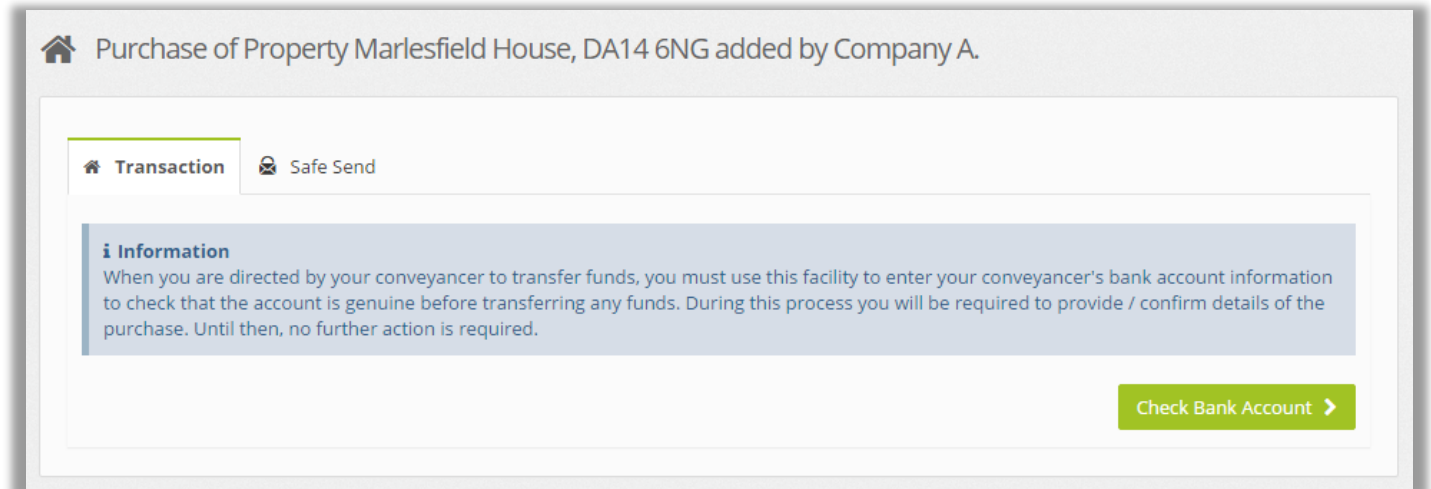 Purchase of Property Marlesfield House, DA14 6NG added by Company A.
Transaction Safe Send
i Information
When you are directed by your conveyancer to transfer funds, you must use this facility to enter your conveyancer's bank account information
to check that the account is genuine before transferring any funds. During this process you will be required to provide / confirm details of the
purchase. Until then, no further action is required.
Check Bank Account